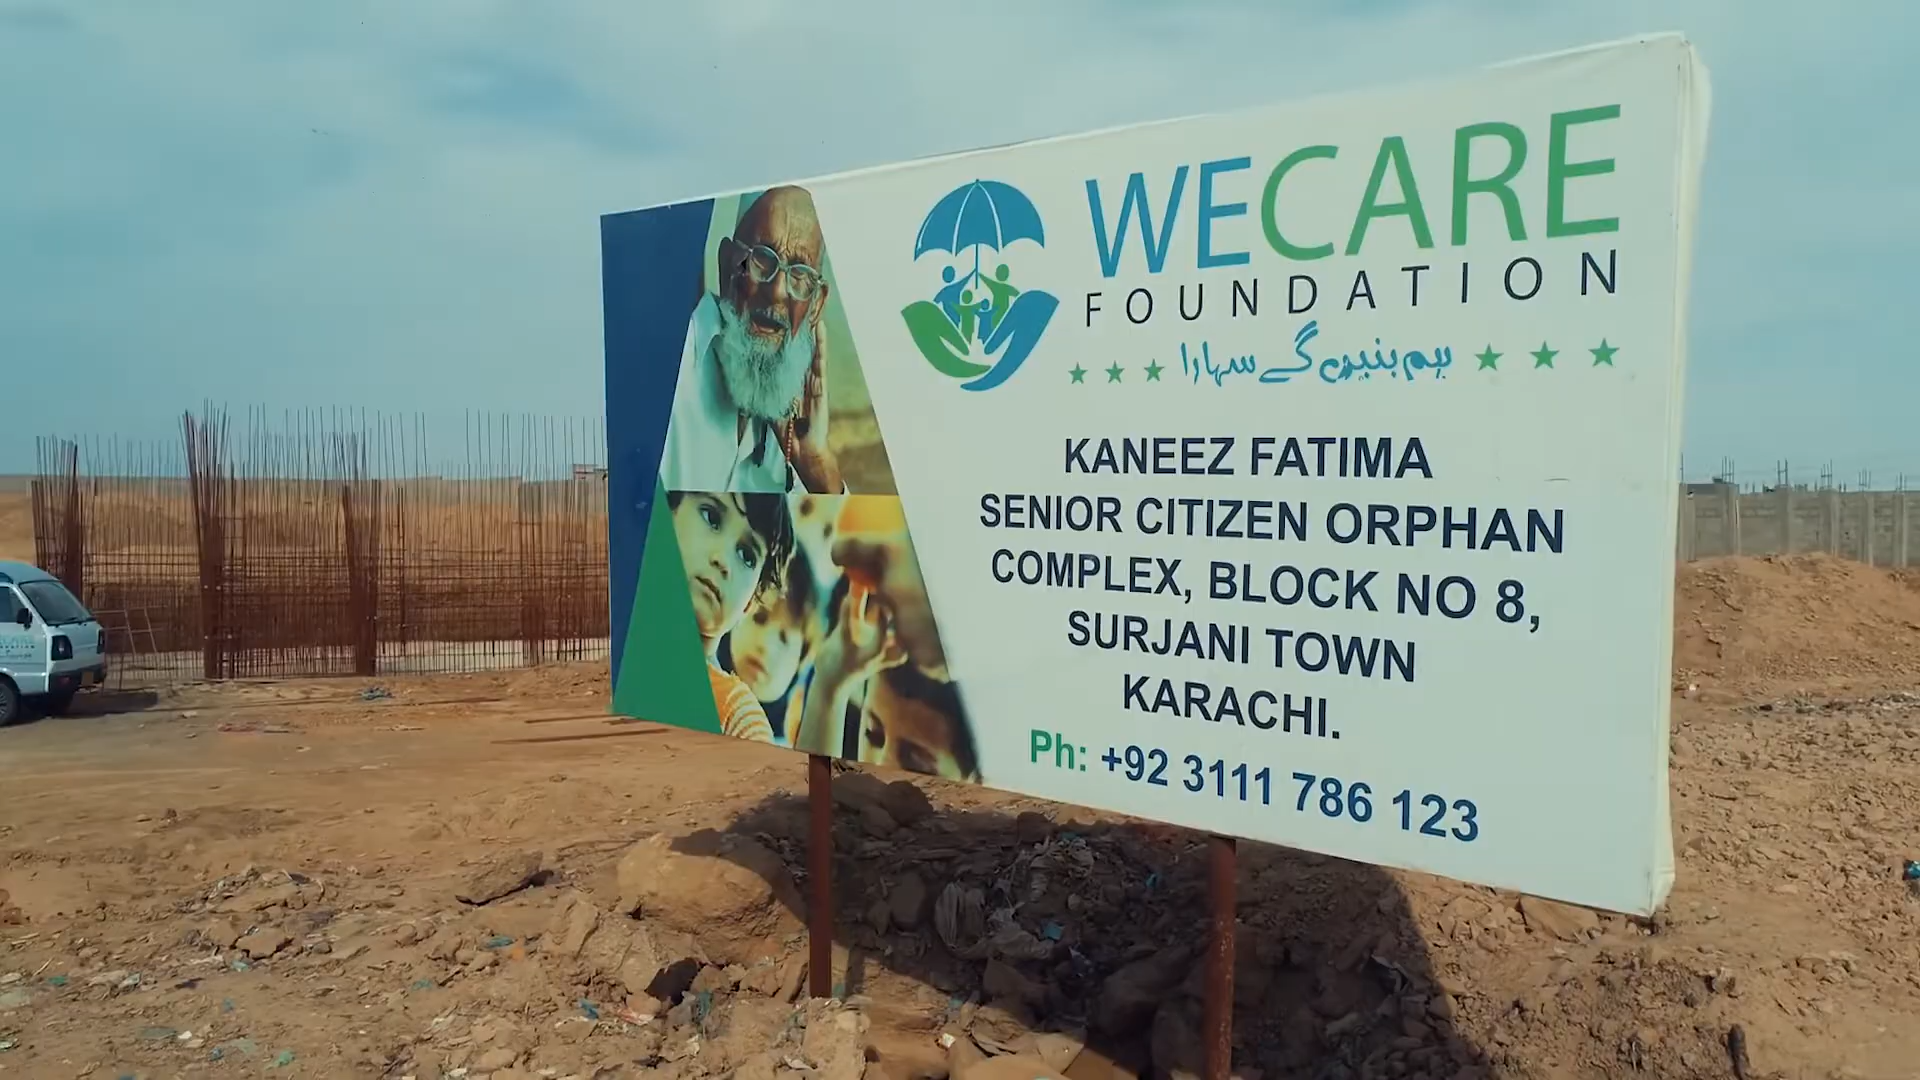 WECARE
FOUNDATION
★ ★ ★ ہم بنیں گے سہارا ★ ★ ★
KANEEZ FATIMA
SENIOR CITIZEN ORPHAN
COMPLEX, BLOCK NO 8,
SURJANI TOWN
KARACHI.
Ph: +92 3111 786 123